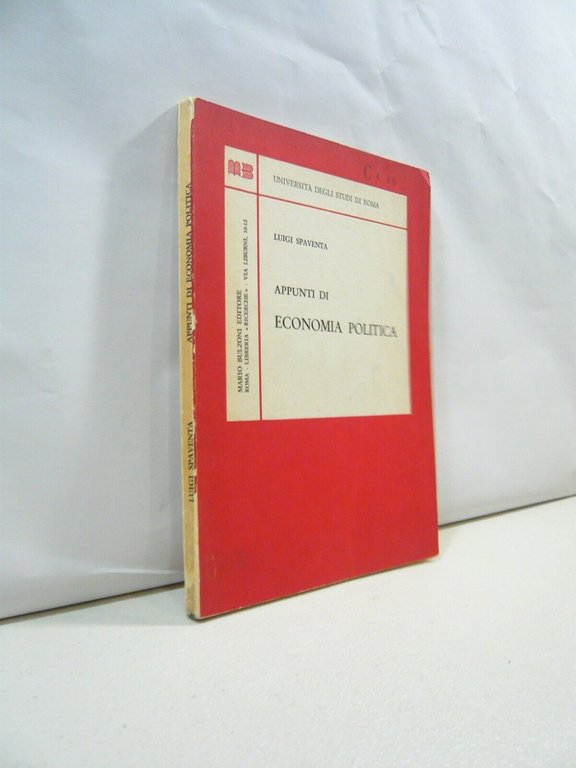 MB
UNIVERSITÀ DEGLI STUDI DI ROMA
LUIGI SPAVENTA
APPUNTI DI
ECONOMIA POLITICA
MARIO BULZONI EDITORE
ROMA - LIBRERIA «RICERCHE» - VIA LIBURNI, 10-12
LUIGI SPAVENTA
APPUNTI DI ECONOMIA POLITICA